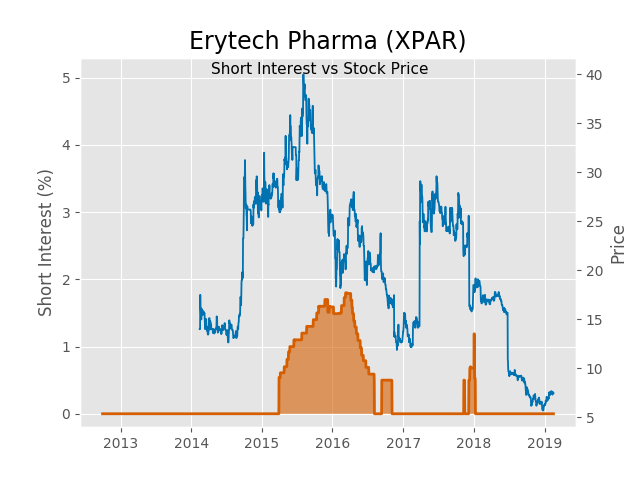 Erytech Pharma (XPAR)
Short Interest vs Stock Price
Short Interest (%)
5
4
3
2
1
0
40
35
30
25
20
15
10
5
Price
2013 2014 2015 2016 2017 2018 2019